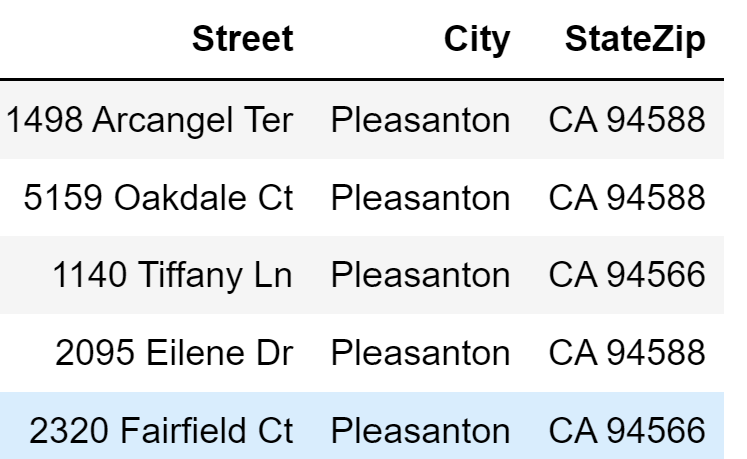 Street City StateZip
1498 Arcangel Ter Pleasanton CA 94588
5159 Oakdale Ct Pleasanton CA 94588
1140 Tiffany Ln Pleasanton CA 94566
2095 Eilene Dr Pleasanton CA 94588
2320 Fairfield Ct Pleasanton CA 94566